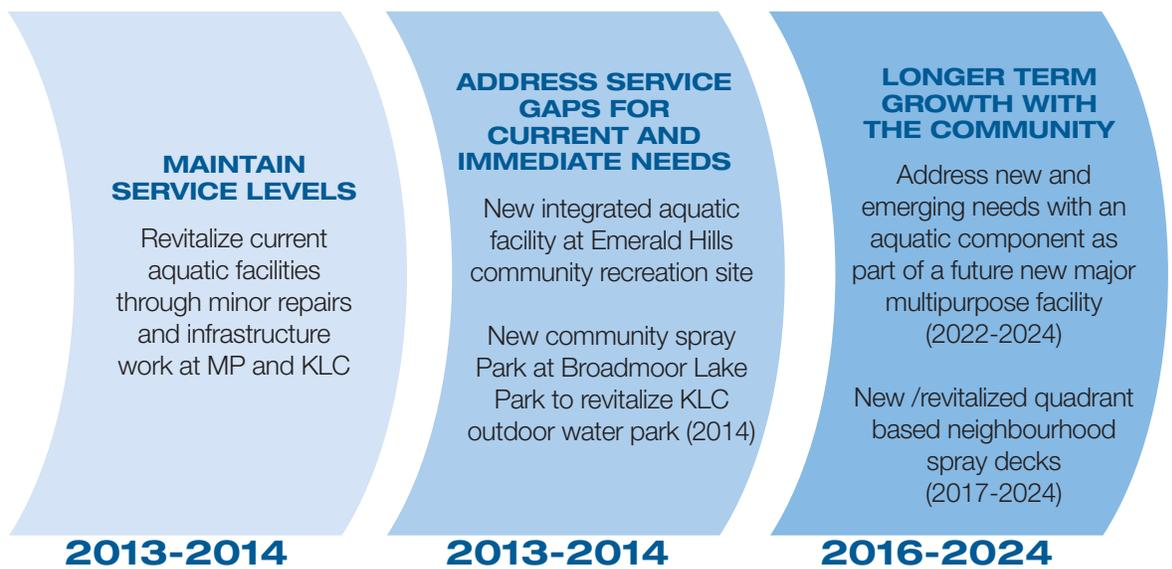 MAINTAIN
SERVICE LEVELS
Revitalize current
aquatic facilities
through minor repairs
and infrastructure
work at MP and KLC
2013-2014
ADDRESS SERVICE
GAPS FOR
CURRENT AND
IMMEDIATE NEEDS
New integrated aquatic
facility at Emerald Hills
community recreation site
New community spray
Park at Broadmoor Lake
Park to revitalize KLC
outdoor water park (2014)
2013-2014
LONGER TERM
GROWTH WITH
THE COMMUNITY
Address new and
emerging needs with an
aquatic component as
part of a future new major
multipurpose facility
(2022-2024)
New /revitalized quadrant
based neighbourhood
spray decks
(2017-2024)
2016-2024